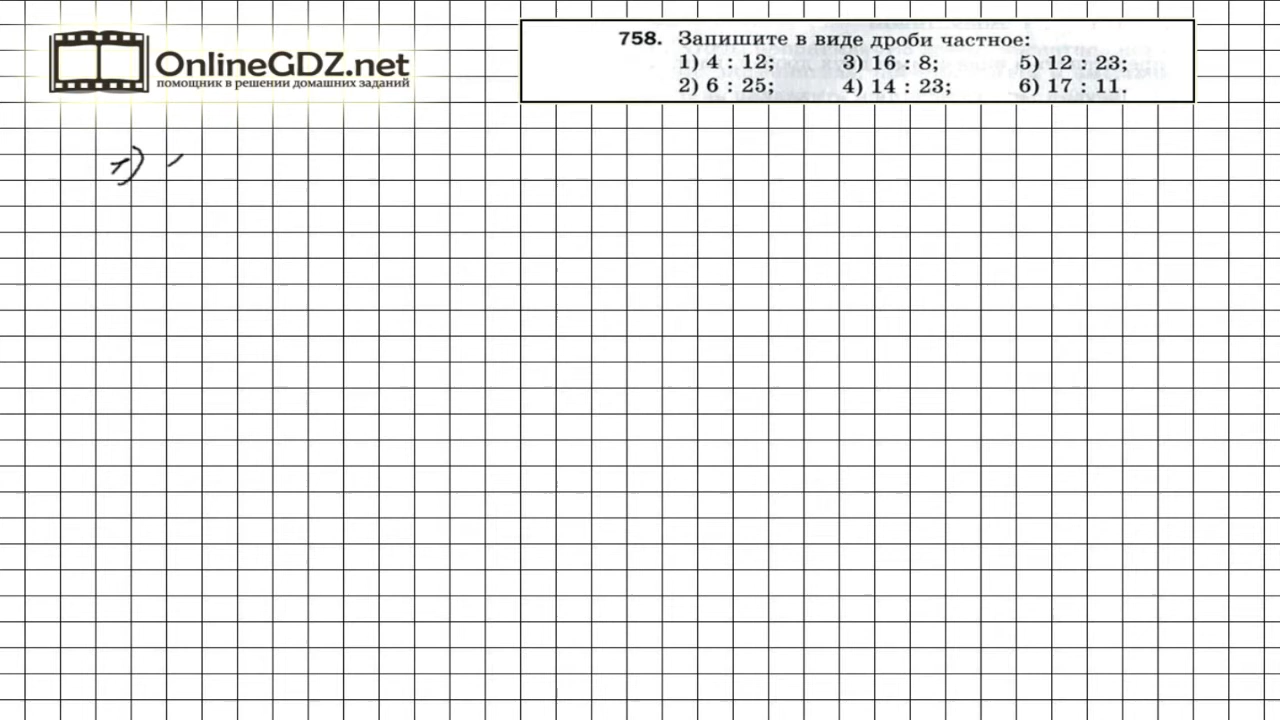 OnlineGDZ.net
помощник в решении домашних заданий
758. Запишите в виде дроби частное:
1) 4 : 12; 3) 16 : 8; 5) 12 : 23;
2) 6 : 25; 4) 14 : 23; 6) 17 : 11.
1)